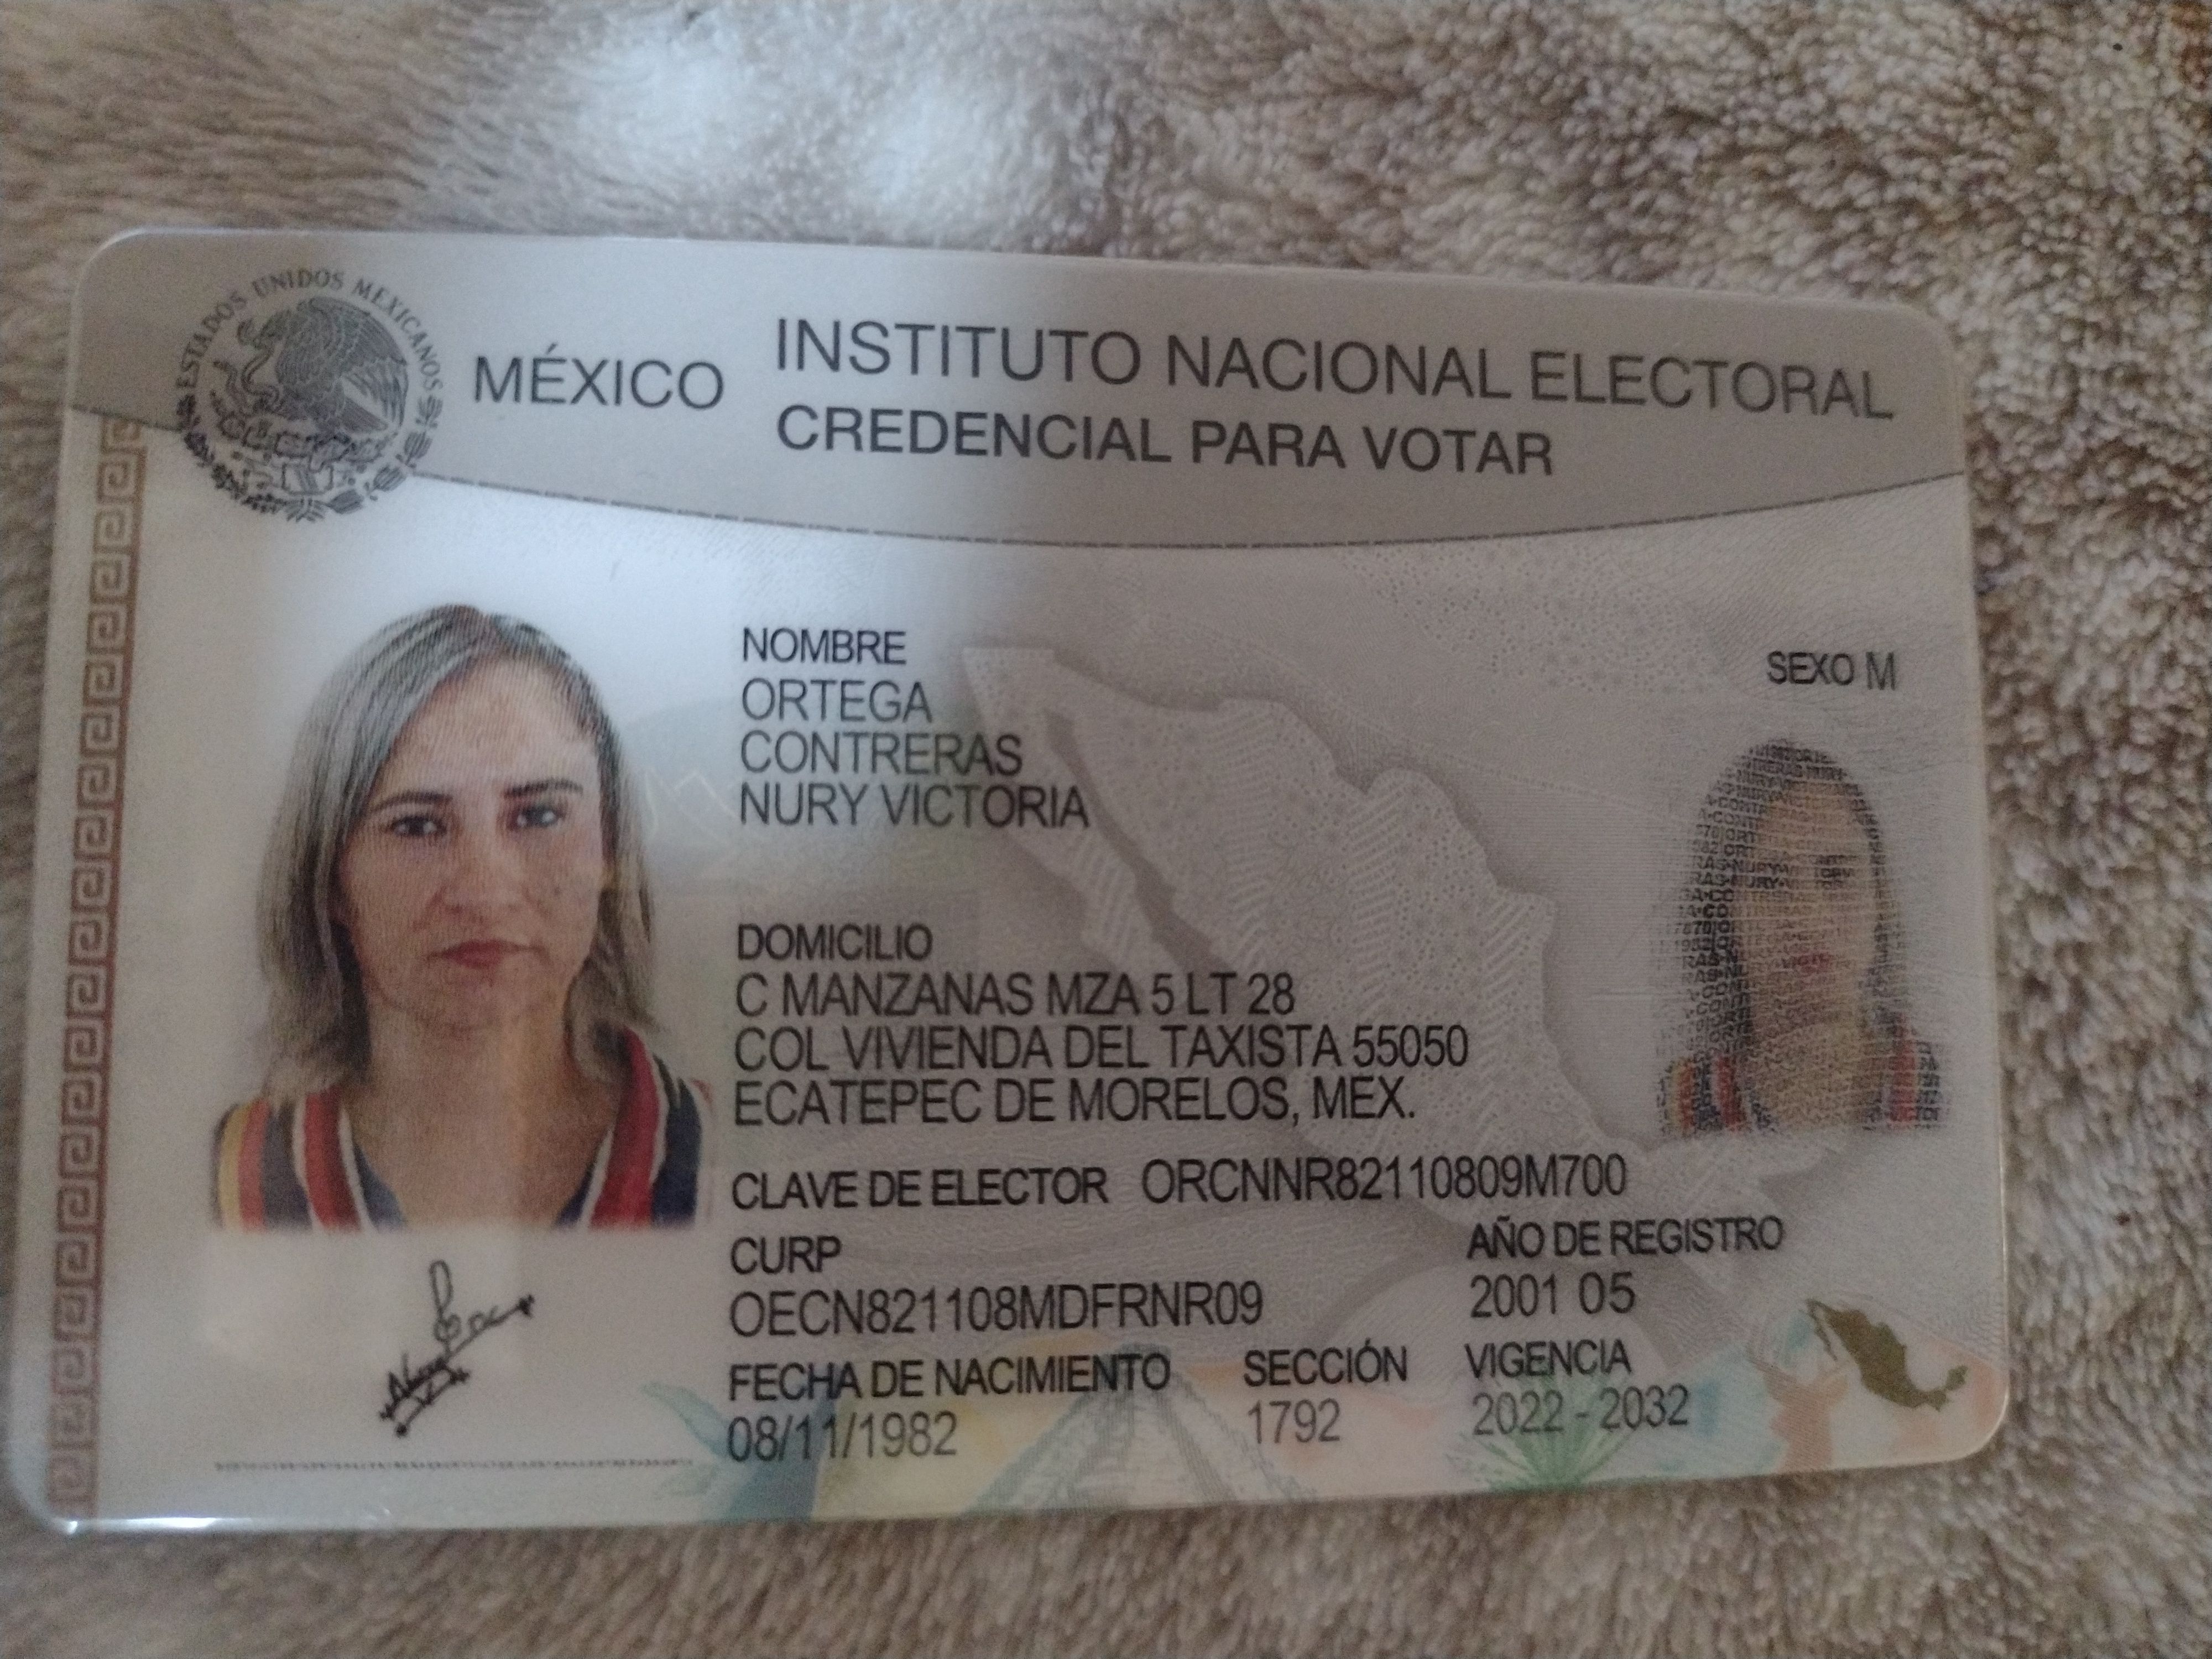 ESTADOS UNIDOS MEXICANOS
MÉXICO
INSTITUTO NACIONAL ELECTORAL
CREDENCIAL PARA VOTAR
NOMBRE
ORTEGA
CONTRERAS
NURY VICTORIA
SEXO M
DOMICILIO
C MANZANAS MZA 5 LT 28
COL VIVIENDA DEL TAXISTA 55050
ECATEPEC DE MORELOS, MEX.
CLAVE DE ELECTOR ORCNNR82110809M700
CURP
OECN821108MDFRNR09
AÑO DE REGISTRO
2001 05
FECHA DE NACIMIENTO
08/11/1982
SECCIÓN
1792
VIGENCIA
2022 - 2032